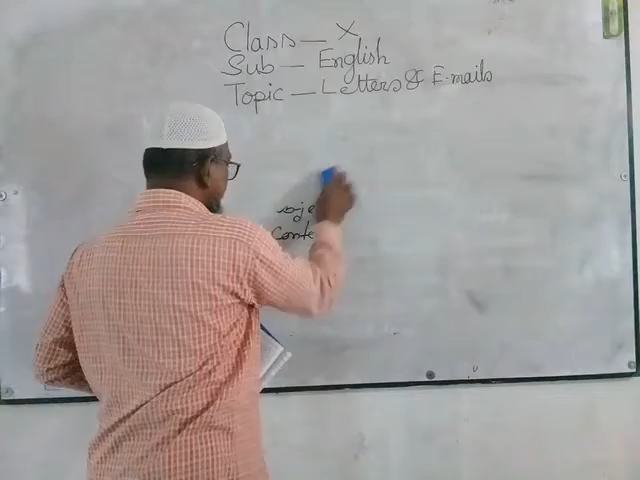 Class — X
Sub — English
Topic — Letters & E-mails